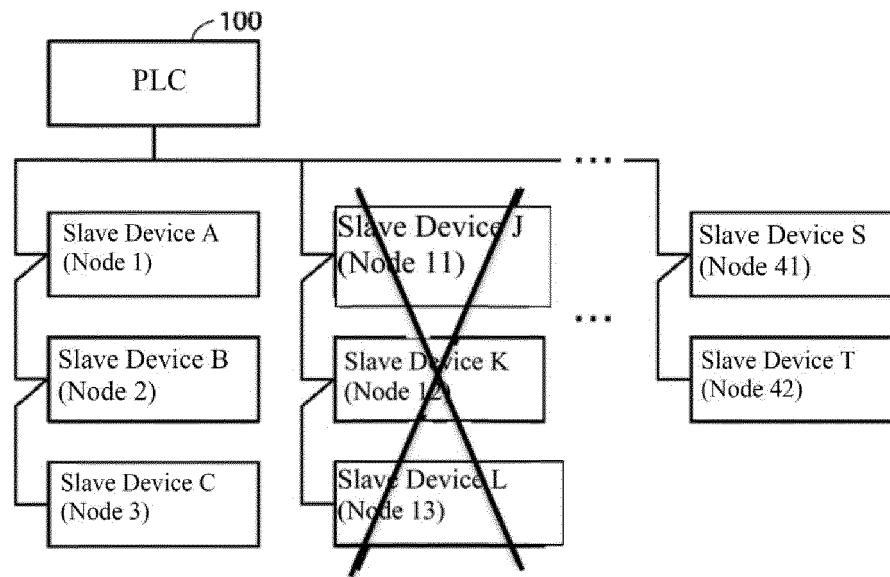 100
PLC
...
Slave Device A
(Node 1)
Slave Device J
(Node 11)
Slave Device S
(Node 41)
...
Slave Device B
(Node 2)
Slave Device K
(Node 12)
Slave Device T
(Node 42)
Slave Device C
(Node 3)
Slave Device L
(Node 13)